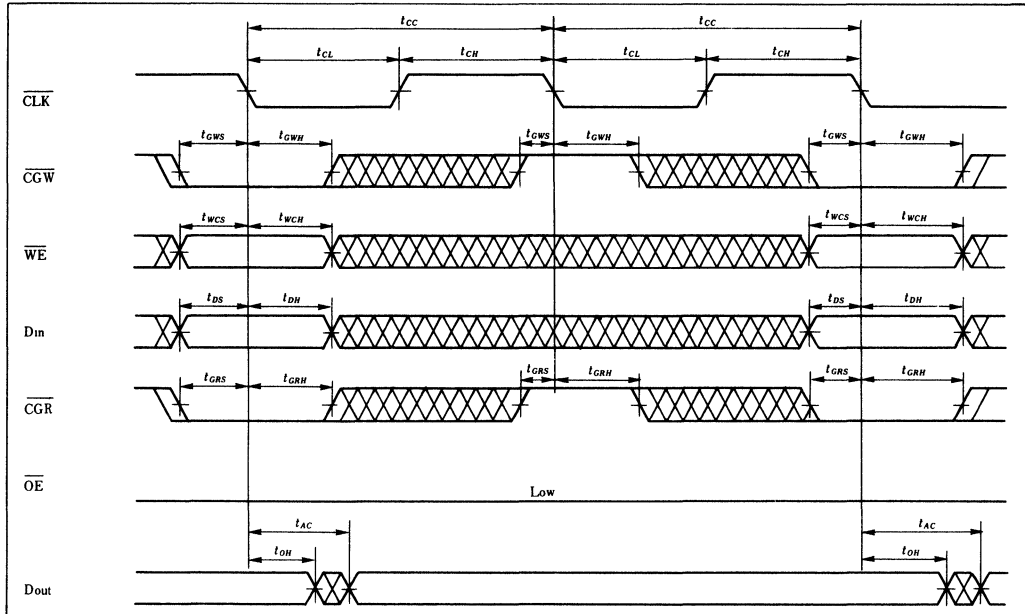 tCC tCC
tCL tCH tCL tCH
CLK
tGWS tGWH tGWS tGWH tGWS tGWH
CGW
tWCS tWCH tWCS tWCH
WE
tDS tDH tDS tDH
Din
tGRS tGRH tGRS tGRH tGRS tGRH
CGR
OE
Low
tAC tAC
tOH tOH
Dout